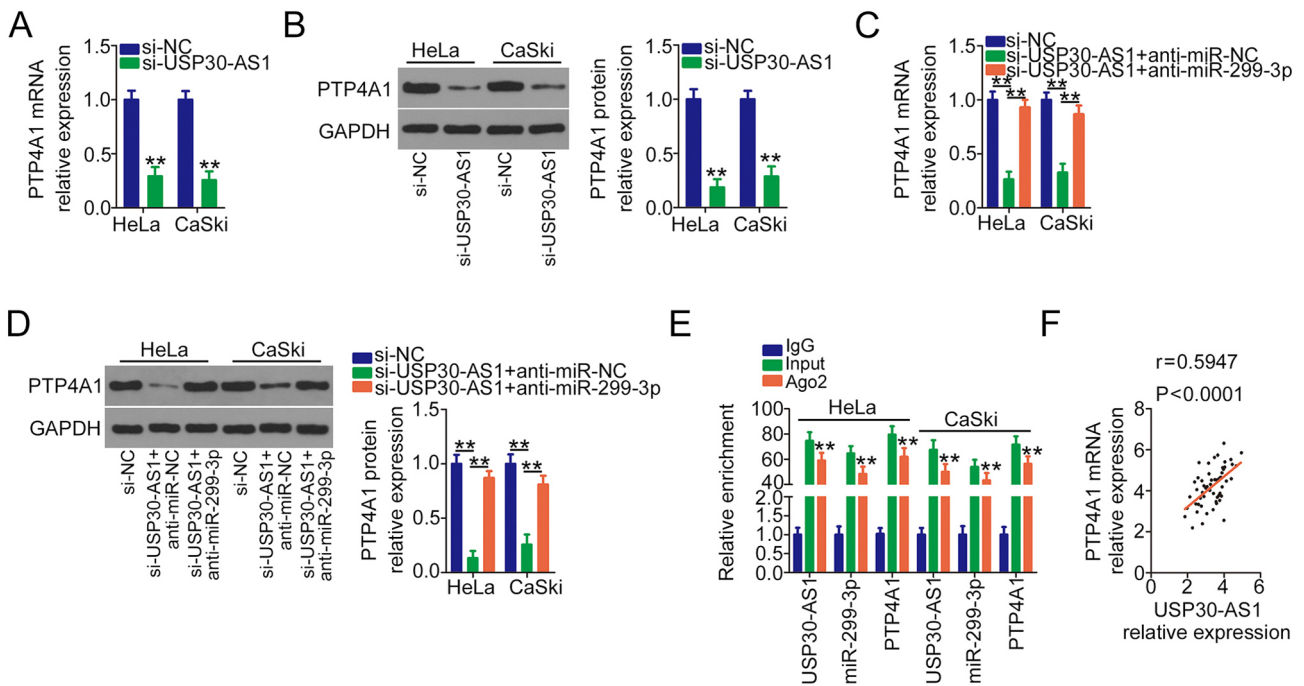 A
PTP4A1 mRNA
relative expression
1.5
1.0
0.5
0.0
si-NC
si-USP30-AS1
**
**
HeLa
CaSki
B
HeLa
CaSki
PTP4A1
GAPDH
si-NC
si-USP30-AS1
si-NC
si-USP30-AS1
PTP4A1 protein
relative expression
1.5
1.0
0.5
0.0
si-NC
si-USP30-AS1
**
**
HeLa
CaSki
C
PTP4A1 mRNA
relative expression
1.5
1.0
0.5
0.0
si-NC
si-USP30-AS1+anti-miR-NC
si-USP30-AS1+anti-miR-299-3p
**
**
**
**
HeLa
CaSki
D
HeLa
CaSki
PTP4A1
GAPDH
si-NC
si-USP30-AS1+
anti-miR-NC
si-USP30-AS1+
anti-miR-299-3p
si-NC
si-USP30-AS1+
anti-miR-NC
si-USP30-AS1+
anti-miR-299-3p
si-NC
si-USP30-AS1+anti-miR-NC
si-USP30-AS1+anti-miR-299-3p
PTP4A1 protein
relative expression
1.5
1.0
0.5
0.0
**
**
**
**
HeLa
CaSki
E
IgG
Input
Ago2
Relative enrichment
100
80
60
40
2.0
1.5
1.0
0.5
0.0
HeLa
CaSki
**
**
**
**
**
**
USP30-AS1
miR-299-3p
PTP4A1
USP30-AS1
miR-299-3p
PTP4A1
F
r=0.5947
P<0.0001
PTP4A1 mRNA
relative expression
8
6
4
2
0
0
2
4
6
USP30-AS1
relative expression